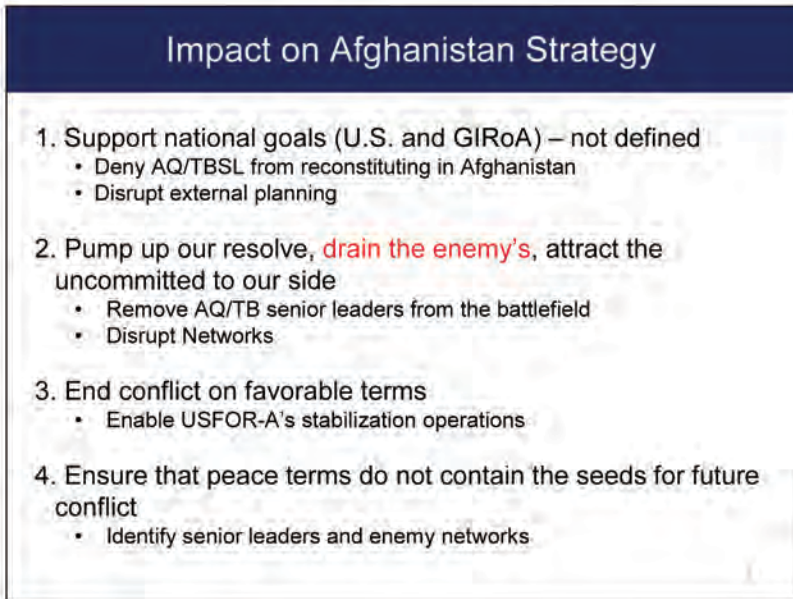 Impact on Afghanistan Strategy
1. Support national goals (U.S. and GIRoA) – not defined
• Deny AQ/TBSL from reconstituting in Afghanistan
• Disrupt external planning
2. Pump up our resolve, drain the enemy's, attract the
uncommitted to our side
• Remove AQ/TB senior leaders from the battlefield
• Disrupt Networks
3. End conflict on favorable terms
• Enable USFOR-A's stabilization operations
4. Ensure that peace terms do not contain the seeds for future
conflict
• Identify senior leaders and enemy networks